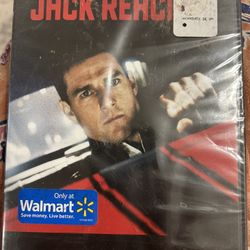 JACK REACH
Only at
Walmart
Save money. Live better.